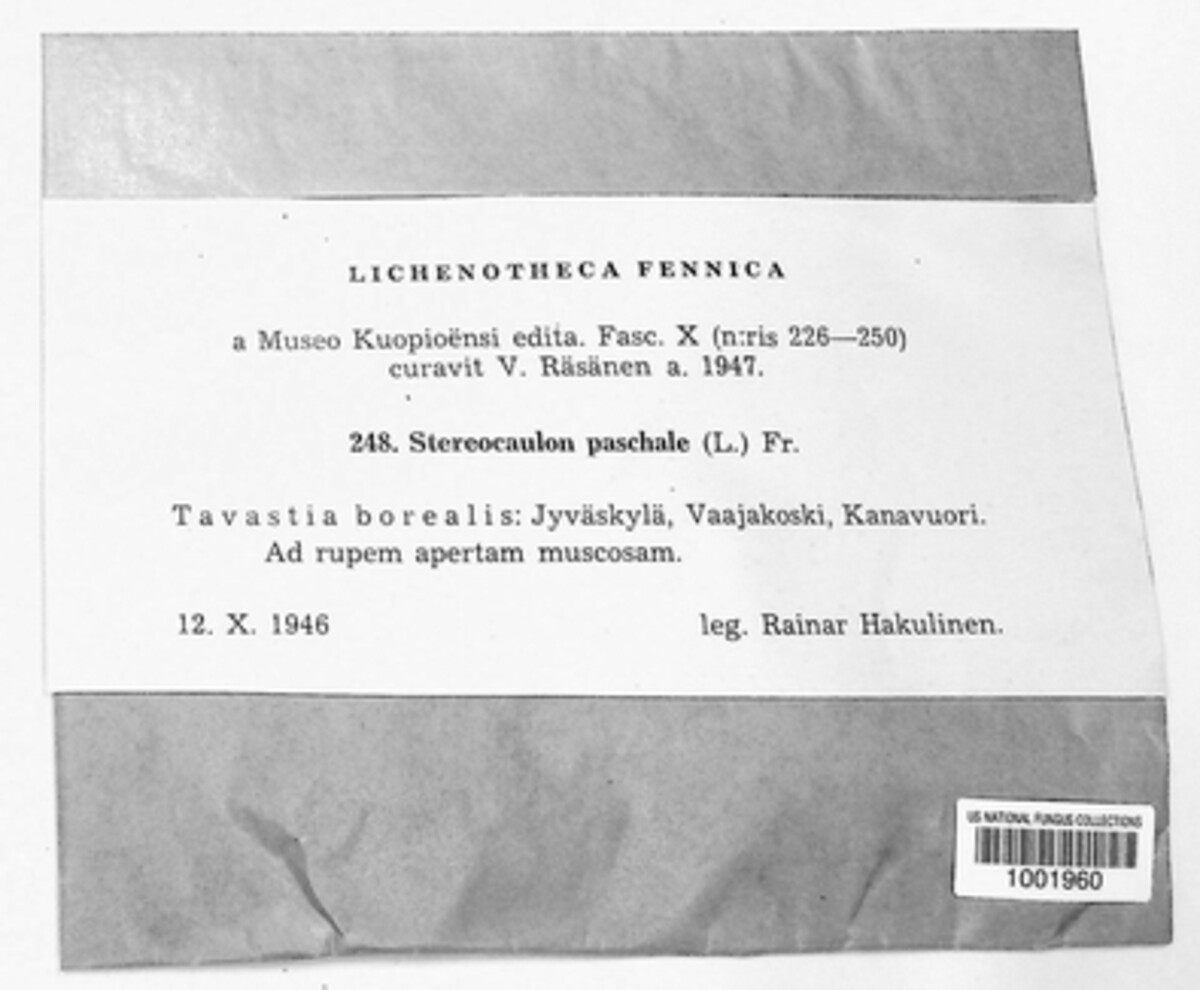 LICHENOTHECA FENNICA
a Museo Kuopioënsi edita. Fasc. X (n:ris 226—250)
curavit V. Räsänen a. 1947.
248. Stereocaulon paschale (L.) Fr.
Tavastia borealis: Jyväskylä, Vaajakoski, Kanavuori.
Ad rupem apertam muscosam.
12. X. 1946 leg. Rainar Hakulinen.
US NATIONAL FUNGUS COLLECTIONS
1001960